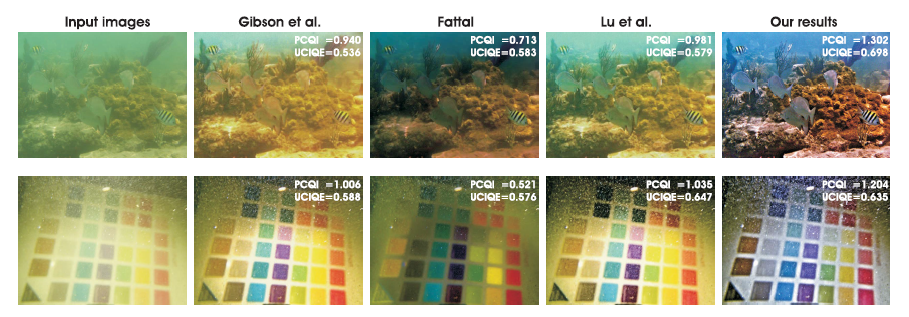 Input images Gibson et al. Fattal Lu et al. Our results
PCQI =0.940 PCQI =0.713 PCQI =0.981 PCQI =1.302
UCIQE=0.536 UCIQE=0.583 UCIQE=0.579 UCIQE=0.698
PCQI =1.006 PCQI =0.521 PCQI =1.035 PCQI =1.204
UCIQE=0.588 UCIQE=0.576 UCIQE=0.647 UCIQE=0.635